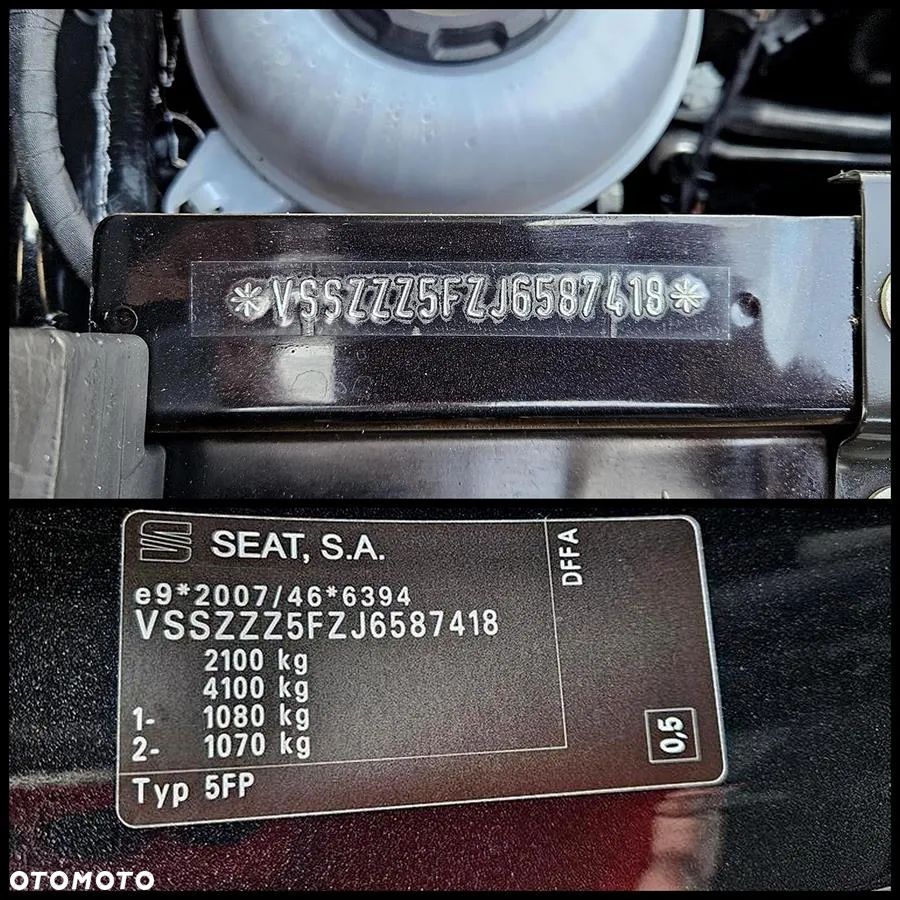 *VSSZZZ5FZJ6587418*
SEAT, S.A.
DFFA
e9*2007/46*6394
VSSZZZ5FZJ6587418
2100 kg
4100 kg
1- 1080 kg
2- 1070 kg
0,5
Typ 5FP
OTOMOTO